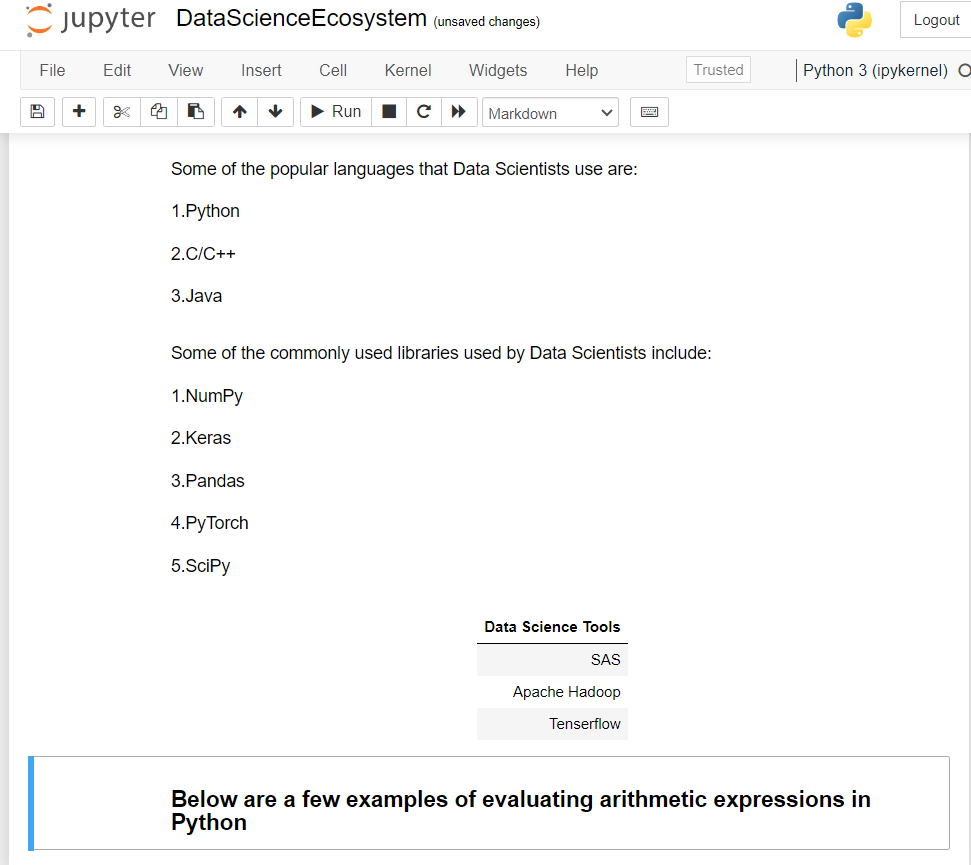 jupyter DataScienceEcosystem (unsaved changes) Logout
File Edit View Insert Cell Kernel Widgets Help Trusted Python 3 (ipykernel)
Run Markdown
Some of the popular languages that Data Scientists use are:
1.Python
2.C/C++
3.Java
Some of the commonly used libraries used by Data Scientists include:
1.NumPy
2.Keras
3.Pandas
4.PyTorch
5.SciPy
Data Science Tools
SAS
Apache Hadoop
Tenserflow
Below are a few examples of evaluating arithmetic expressions in
Python